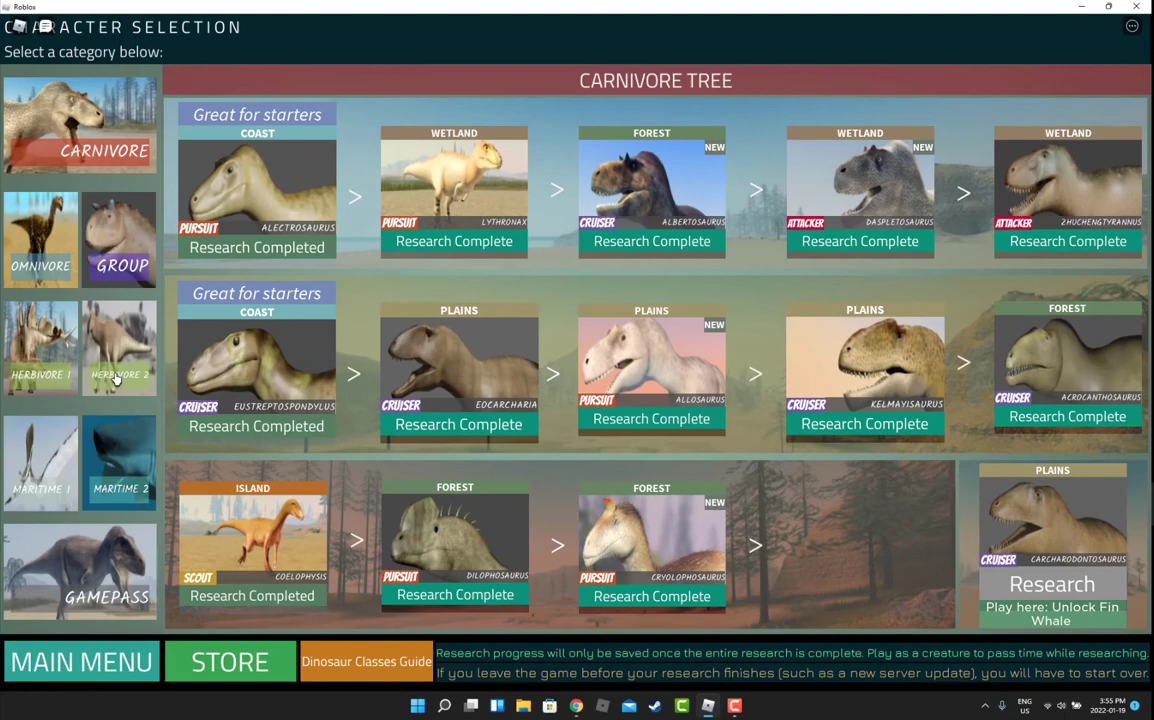 Roblox
CHARACTER SELECTION
Select a category below:
CARNIVORE
OMNIVORE
GROUP
HERBIVORE 1
HERBIVORE 2
MARITIME 1
MARITIME 2
GAMEPASS
CARNIVORE TREE
Great for starters
COAST
PURSUIT
ALECTROSAURUS
Research Completed
>
WETLAND
LYTHRONAX
PURSUIT
Research Complete
>
FOREST
NEW
CRUISER
ALBERTOSAURUS
Research Complete
>
WETLAND
NEW
ATTACKER
DASPLETOSAURUS
Research Complete
>
WETLAND
ATTACKER
ZHUCHENGTYRANNUS
Research Complete
Great for starters
COAST
CRUISER
EUSTREPTOSPONDYLUS
Research Completed
>
PLAINS
CRUISER
EOCARCHARIA
Research Complete
>
PLAINS
NEW
PURSUIT
ALLOSAURUS
Research Complete
>
PLAINS
CRUISER
KELMAYISAURUS
Research Complete
>
FOREST
CRUISER
ACROCANTHOSAURUS
Research Complete
ISLAND
SCOUT
COELOPHYSIS
Research Completed
>
FOREST
PURSUIT
DILOPHOSAURUS
Research Complete
>
FOREST
NEW
PURSUIT
CRYOLOPHOSAURUS
Research Complete
>
PLAINS
CRUISER
CARCHARODONTOSAURUS
Research
Play here: Unlock Fin
Whale
MAIN MENU
STORE
Dinosaur Classes Guide
Research progress will only be saved once the entire research is complete. Play as a creature to pass time while researching.
If you leave the game before your research finishes (such as a new server update), you will have to start over.
ENG
US
3:55 PM
2022-01-19
1